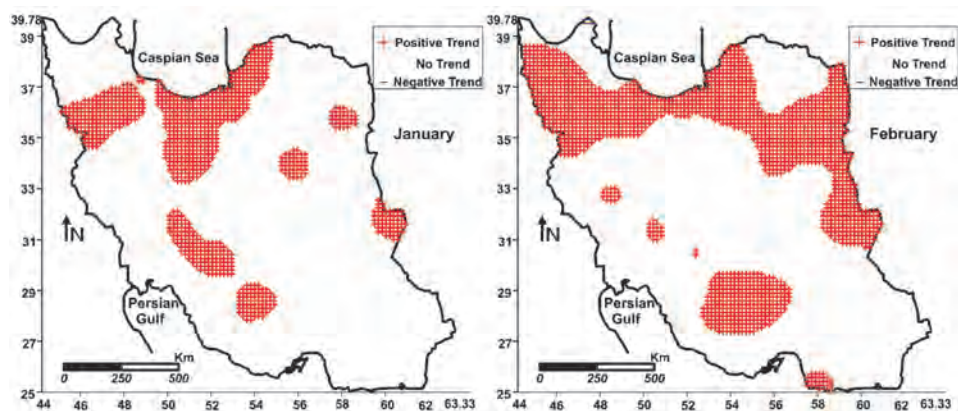 39.78
39
37
35
33
31
29
27
25
44
46
48
50
52
54
56
58
60
62
63.33
Caspian Sea
Positive Trend
No Trend
Negative Trend
January
N
Persian
Gulf
Km
0
250
500
39.78
39
37
35
33
31
29
27
25
44
46
48
50
52
54
56
58
60
62
63.33
Caspian Sea
Positive Trend
No Trend
Negative Trend
February
N
Persian
Gulf
Km
0
250
500